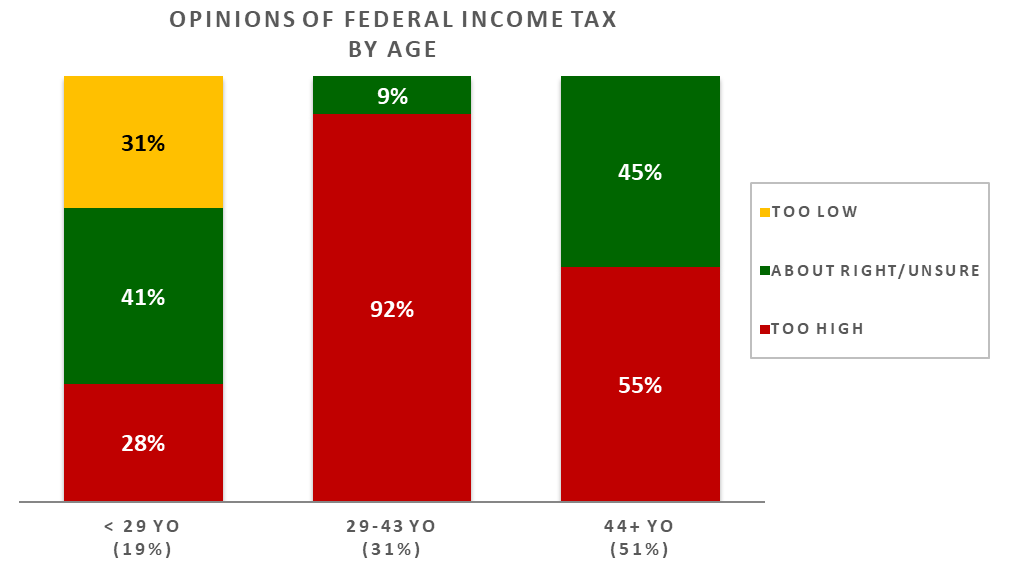 OPINIONS OF FEDERAL INCOME TAX
BY AGE
31%
41%
28%
9%
92%
45%
55%
TOO LOW
ABOUT RIGHT/UNSURE
TOO HIGH
< 29 YO
(19%)
29-43 YO
(31%)
44+ YO
(51%)